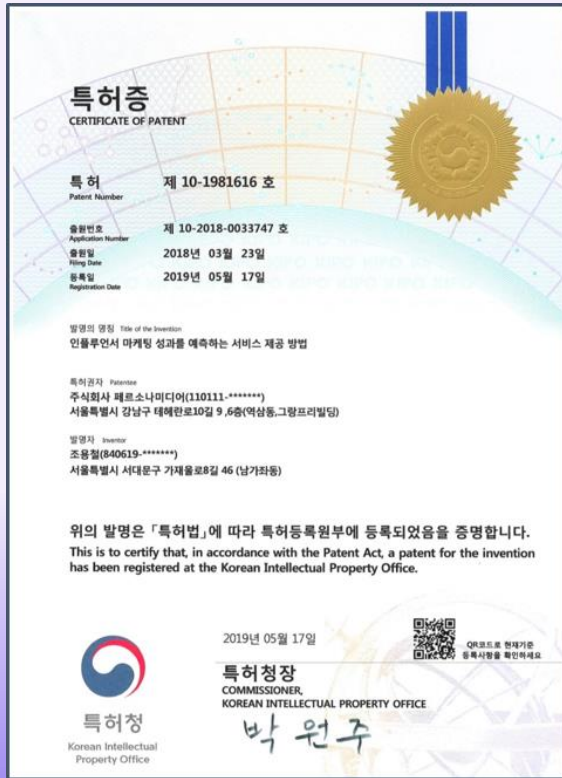 특허증
CERTIFICATE OF PATENT
특허 제 10-1981616 호
Patent Number
출원번호 제 10-2018-0033747 호
Application Number
출원일 2018년 03월 23일
Filing Date
등록일 2019년 05월 17일
Registration Date
발명의 명칭 Title of the Invention
인플루언서 마케팅 성과를 예측하는 서비스 제공 방법
특허권자 Patentee
주식회사 페르소나미디어(110111-*******)
서울특별시 강남구 테헤란로10길 9 ,6층(역삼동,그랑프리빌딩)
발명자 Inventor
조용철(840619-*******)
서울특별시 서대문구 가재울로8길 46 (남가좌동)
위의 발명은 「특허법」에 따라 특허등록원부에 등록되었음을 증명합니다.
This is to certify that, in accordance with the Patent Act, a patent for the invention
has been registered at the Korean Intellectual Property Office.
2019년 05월 17일
QR코드로 현재기준
등록사항을 확인하세요
특허청장
COMMISSIONER,
KOREAN INTELLECTUAL PROPERTY OFFICE
박원주
특허청
Korean Intellectual
Property Office